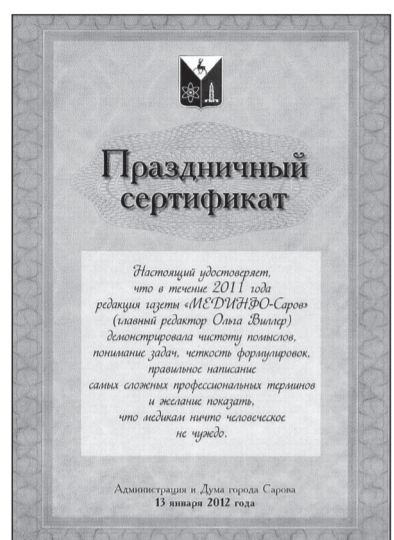 Праздничный
сертификат
Настоящий удостоверяет,
что в течение 2011 года
редакция газеты «МЕДИНФО-Саров»
(главный редактор Ольга Виллер)
демонстрировала чистоту помыслов,
понимание задач, четкость формулировок,
правильное написание
самых сложных профессиональных терминов
и желание показать,
что медикам ничто человеческое
не чуждо.
Администрация и Дума города Сарова
13 января 2012 года